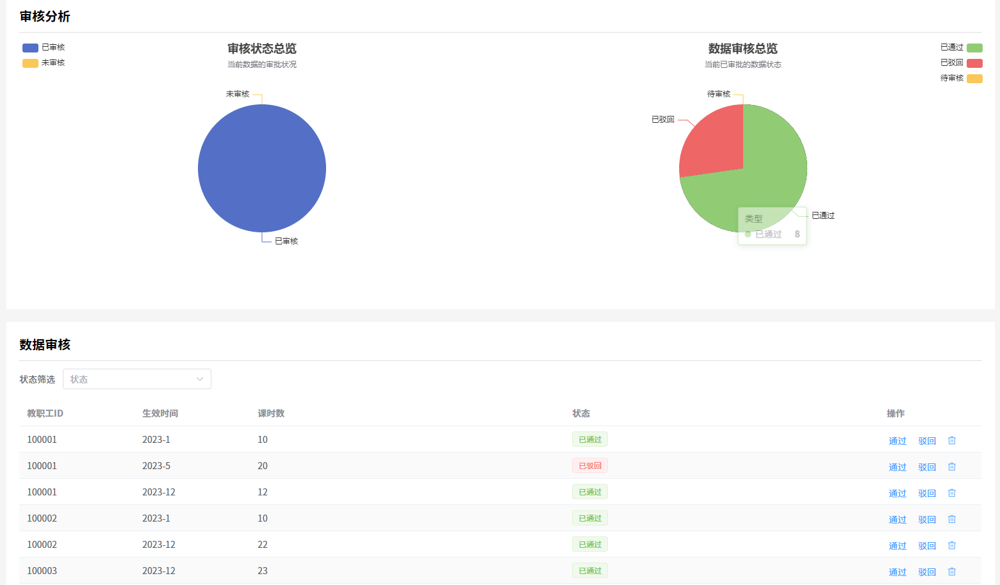 审核分析
已审核
未审核
审核状态总览
当前数据的审批状况
未审核
已审核
数据审核总览
当前已审批的数据状态
已通过
已驳回
待审核
待审核
已驳回
已通过
类型
已通过 8
数据审核
状态筛选 状态
教职工ID 生效时间 课时数 状态 操作
100001 2023-1 10 已通过 通过 驳回
100001 2023-5 20 已驳回 通过 驳回
100001 2023-12 12 已通过 通过 驳回
100002 2023-1 10 已通过 通过 驳回
100002 2023-12 22 已通过 通过 驳回
100003 2023-12 23 已通过 通过 驳回